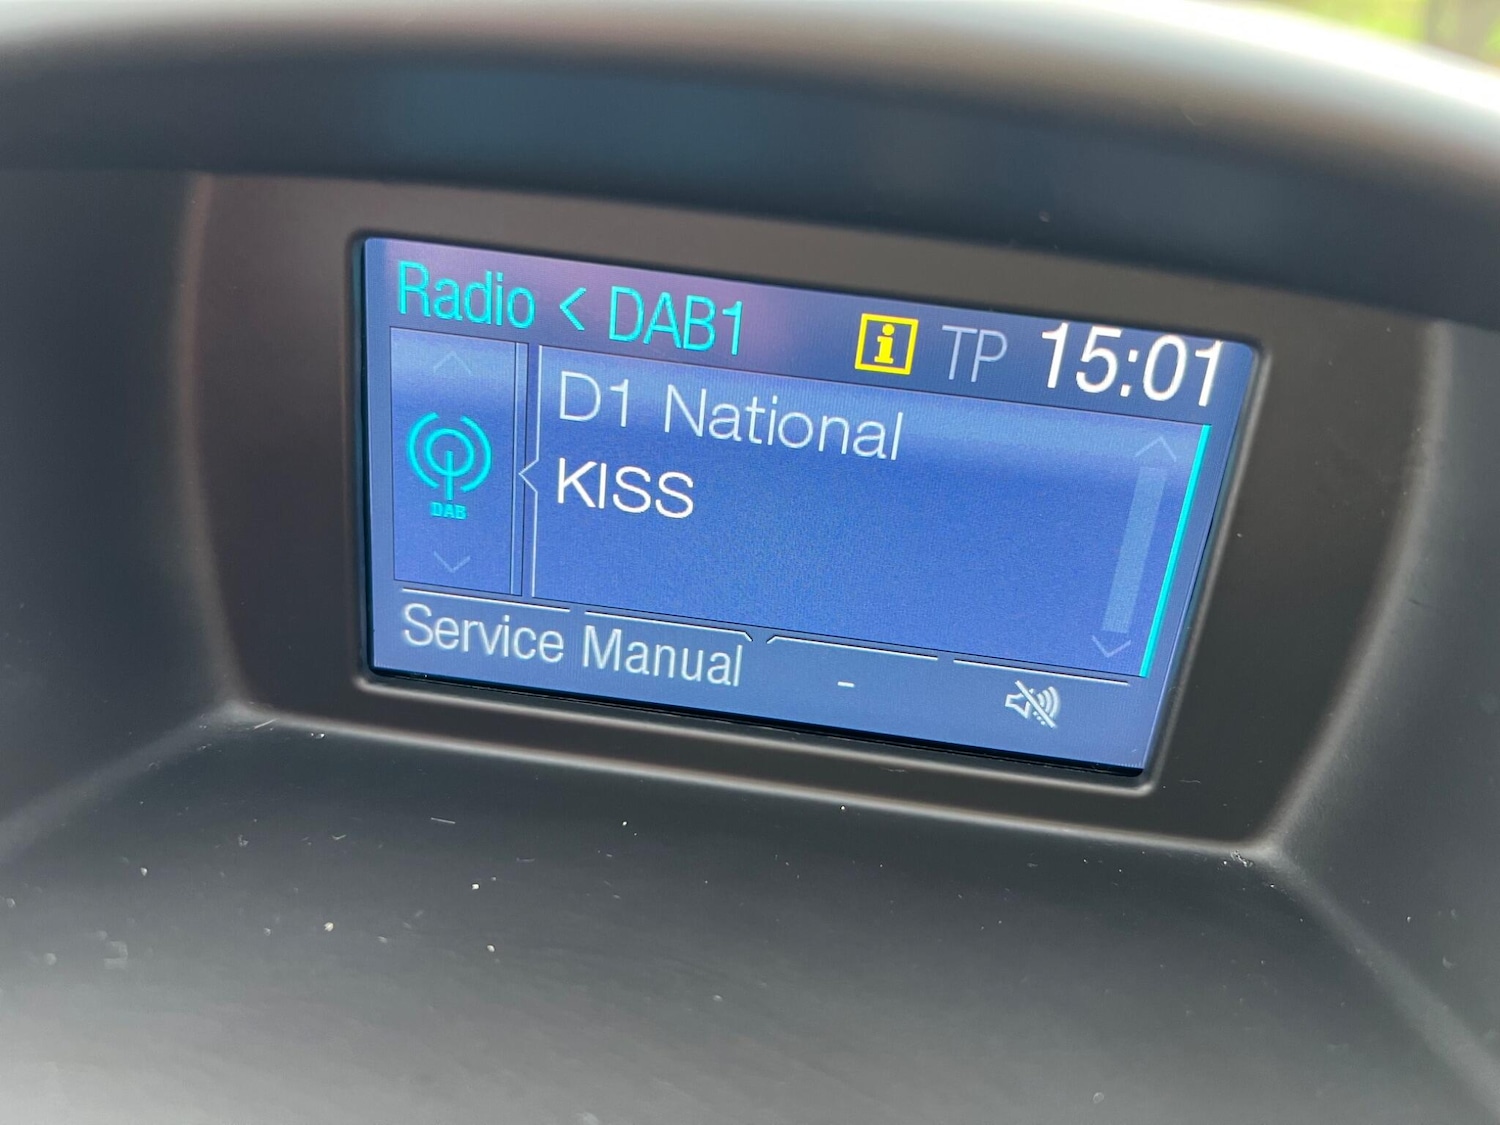 Radio < DAB1 i TP 15:01
D1 National
KISS
DAB
Service Manual -